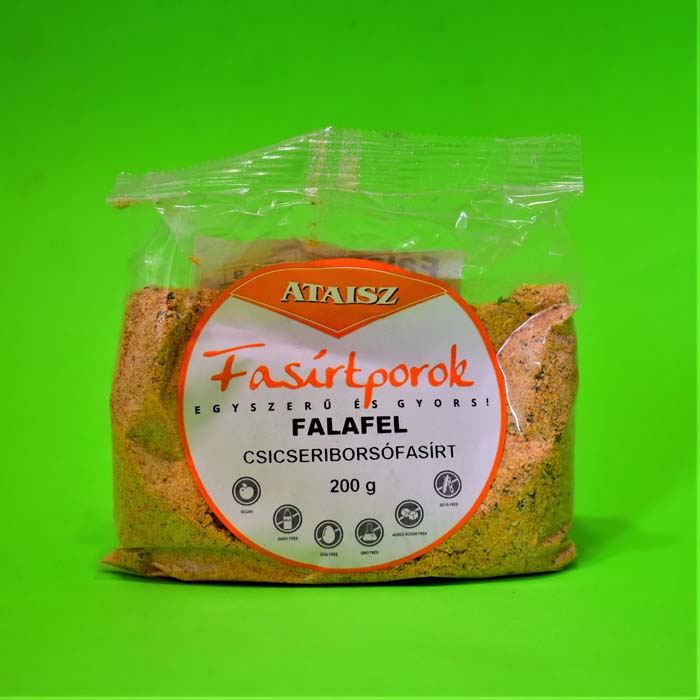 ATAISZ
Fasírtporok
EGYSZERŰ ÉS GYORS!
FALAFEL
CSICSERIBORSÓFASÍRT
200 g
VEGAN
DAIRY FREE
EGG FREE
GMO FREE
ADDED SUGAR FREE
SOYA FREE